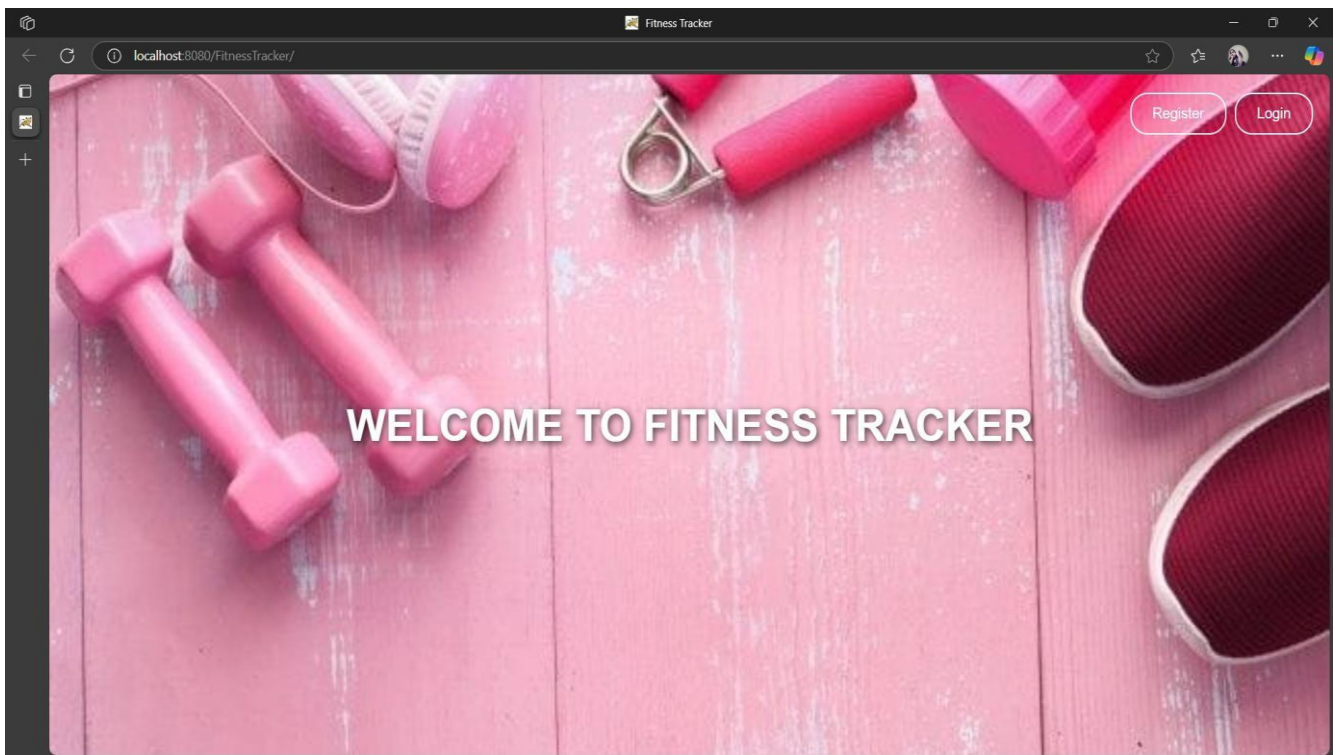 Fitness Tracker
localhost:8080/FitnessTracker/
Register
Login
WELCOME TO FITNESS TRACKER